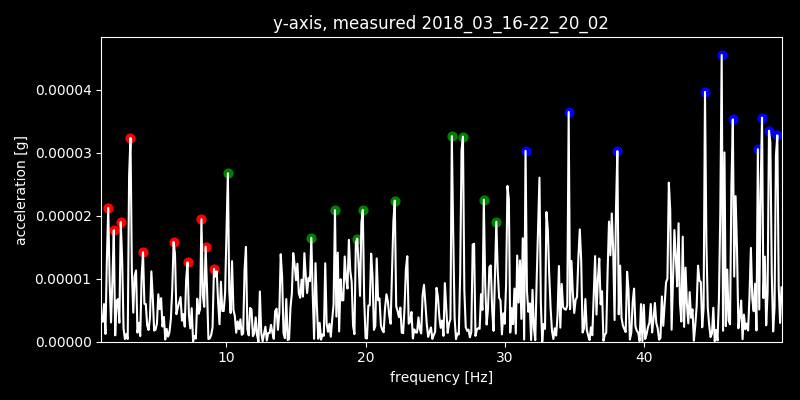 y-axis, measured 2018_03_16-22_20_02
0.00004
0.00003
0.00002
0.00001
0.00000
acceleration [g]
10 20 30 40
frequency [Hz]